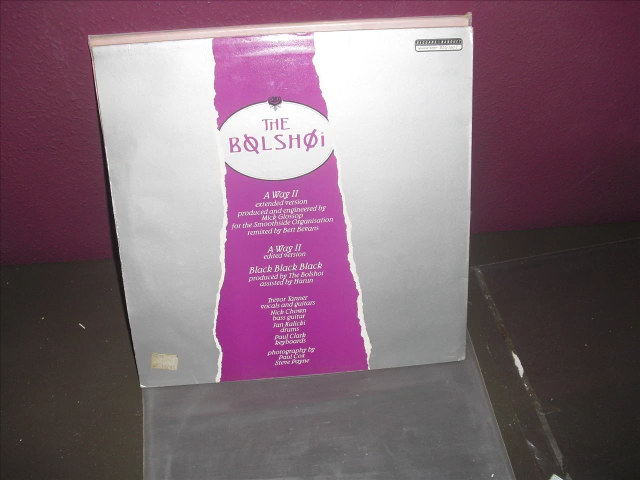 THE
BØLSHØi
A Way II
extended version
produced and engineered by
Mick Glossop
for the Smoothside Organisation
remixed by Bert Bevans
A Way II
edited version
Black Black Black
produced by The Bolshoi
assisted by Harun
Trevor Tanner
vocals and guitars
Nick Chown
bass guitar
Jan Kalicki
drums
Paul Clark
keyboards
photography by
Paul Cox
Steve Payne